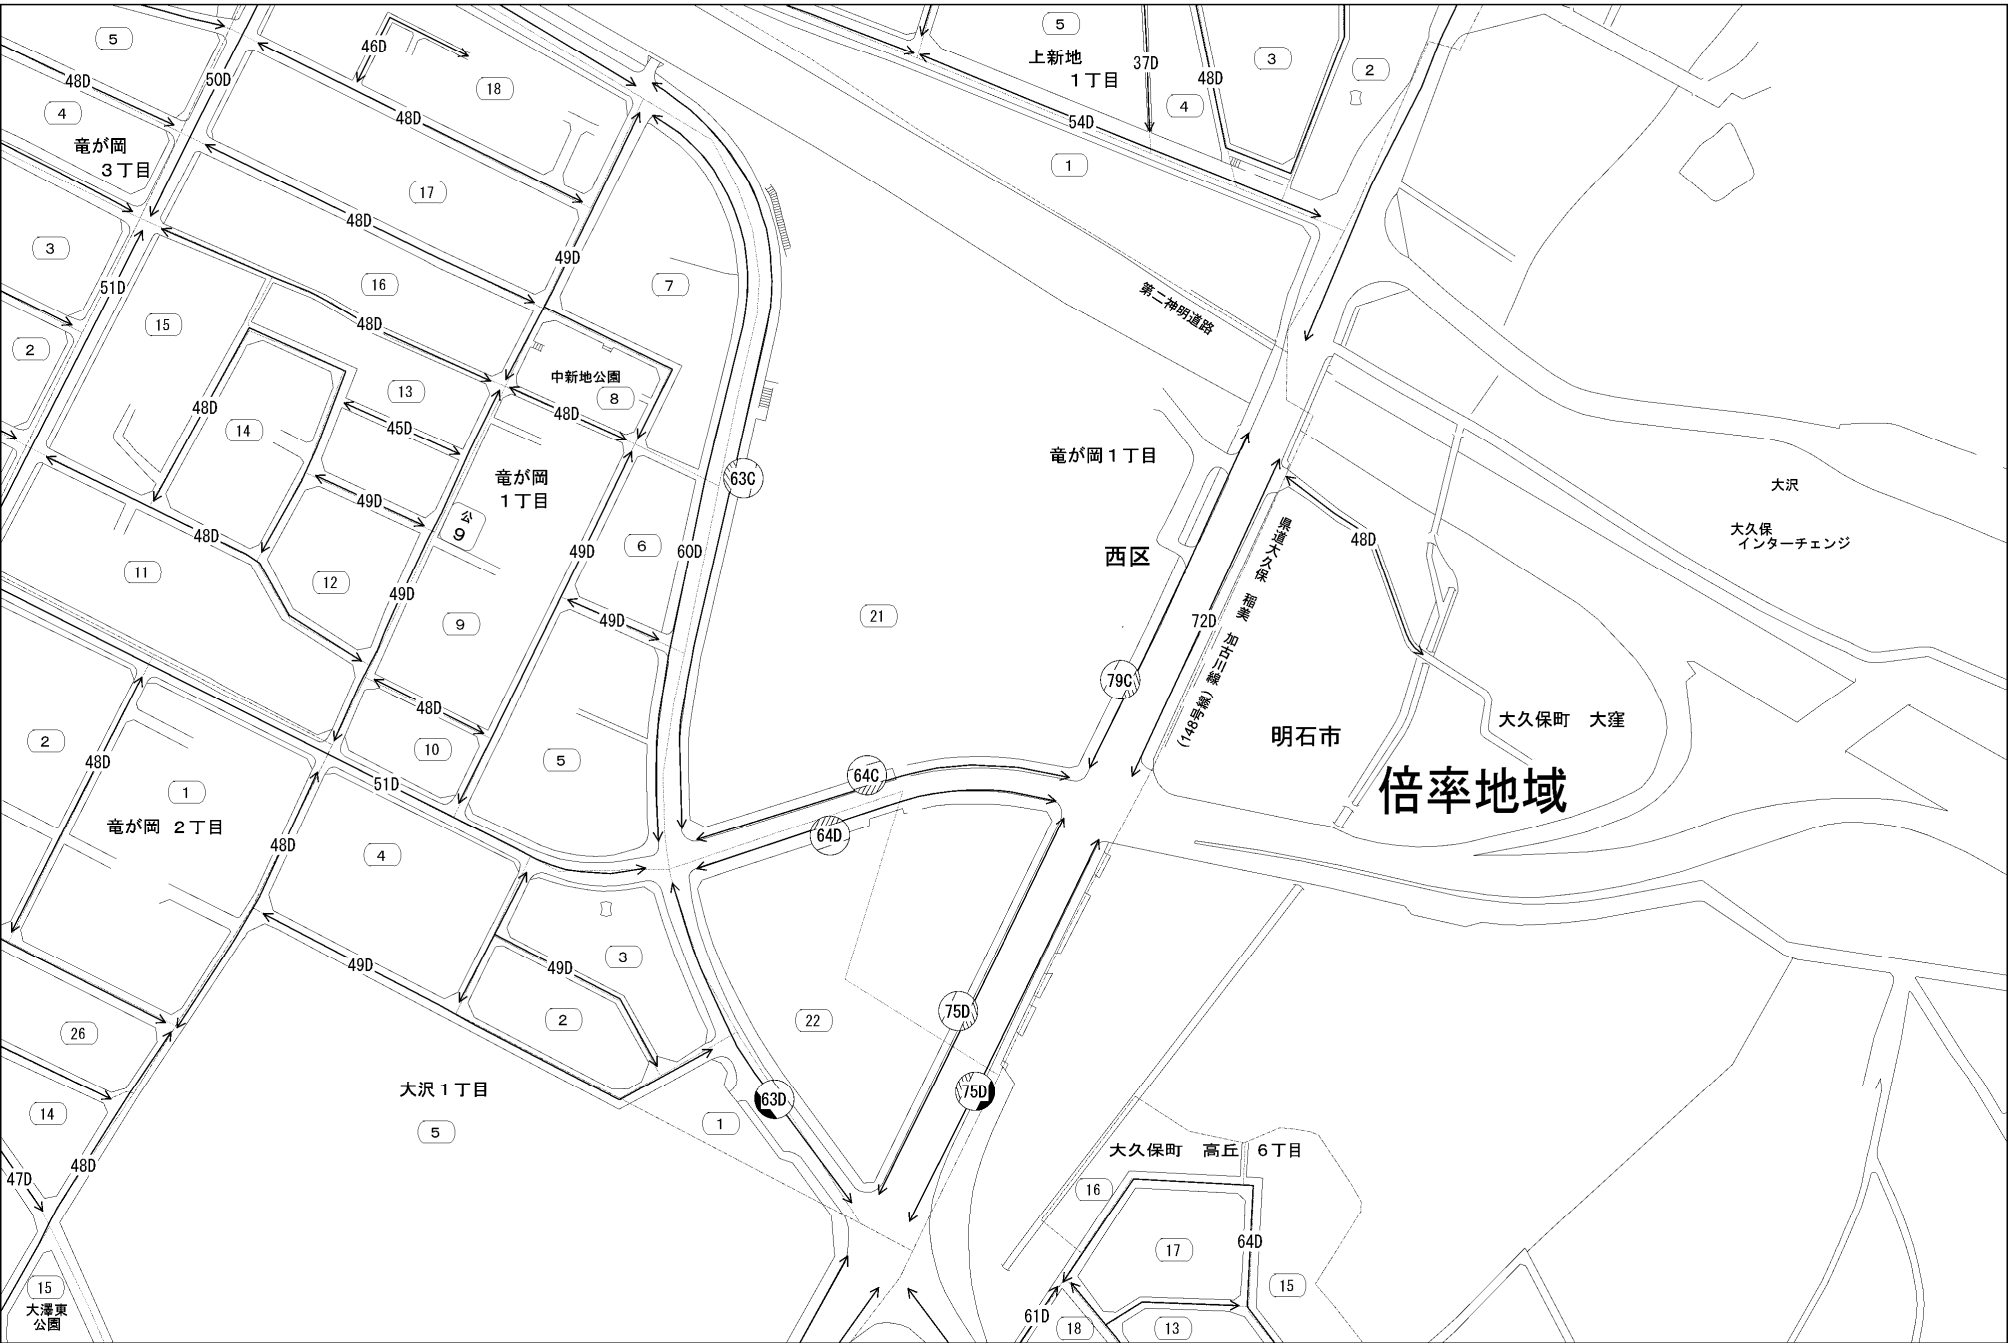 5
46D
5
上新地
1丁目
37D
3
2
48D
50D
48D
18
4
48D
4
54D
竜が岡
3丁目
1
17
48D
3
49D
51D
16
7
第二神明道路
15
48D
2
中新地公園
13
8
48D
48D
45D
14
竜が岡1丁目
竜が岡
1丁目
63C
大沢
49D
公
9
48D
大久保
インターチェンジ
県道大久保 稲美 加古川線
(148号線)
48D
6
49D
60D
西区
11
12
49D
9
49D
21
72D
79C
48D
大久保町 大窪
2
10
明石市
48D
5
64C
51D
倍率地域
1
竜が岡 2丁目
64D
48D
4
3
49D
49D
75D
2
22
26
大沢1丁目
75D
63D
14
1
5
大久保町 高丘 6丁目
48D
47D
16
64D
17
15
15
大澤東
公園
61D
18
13